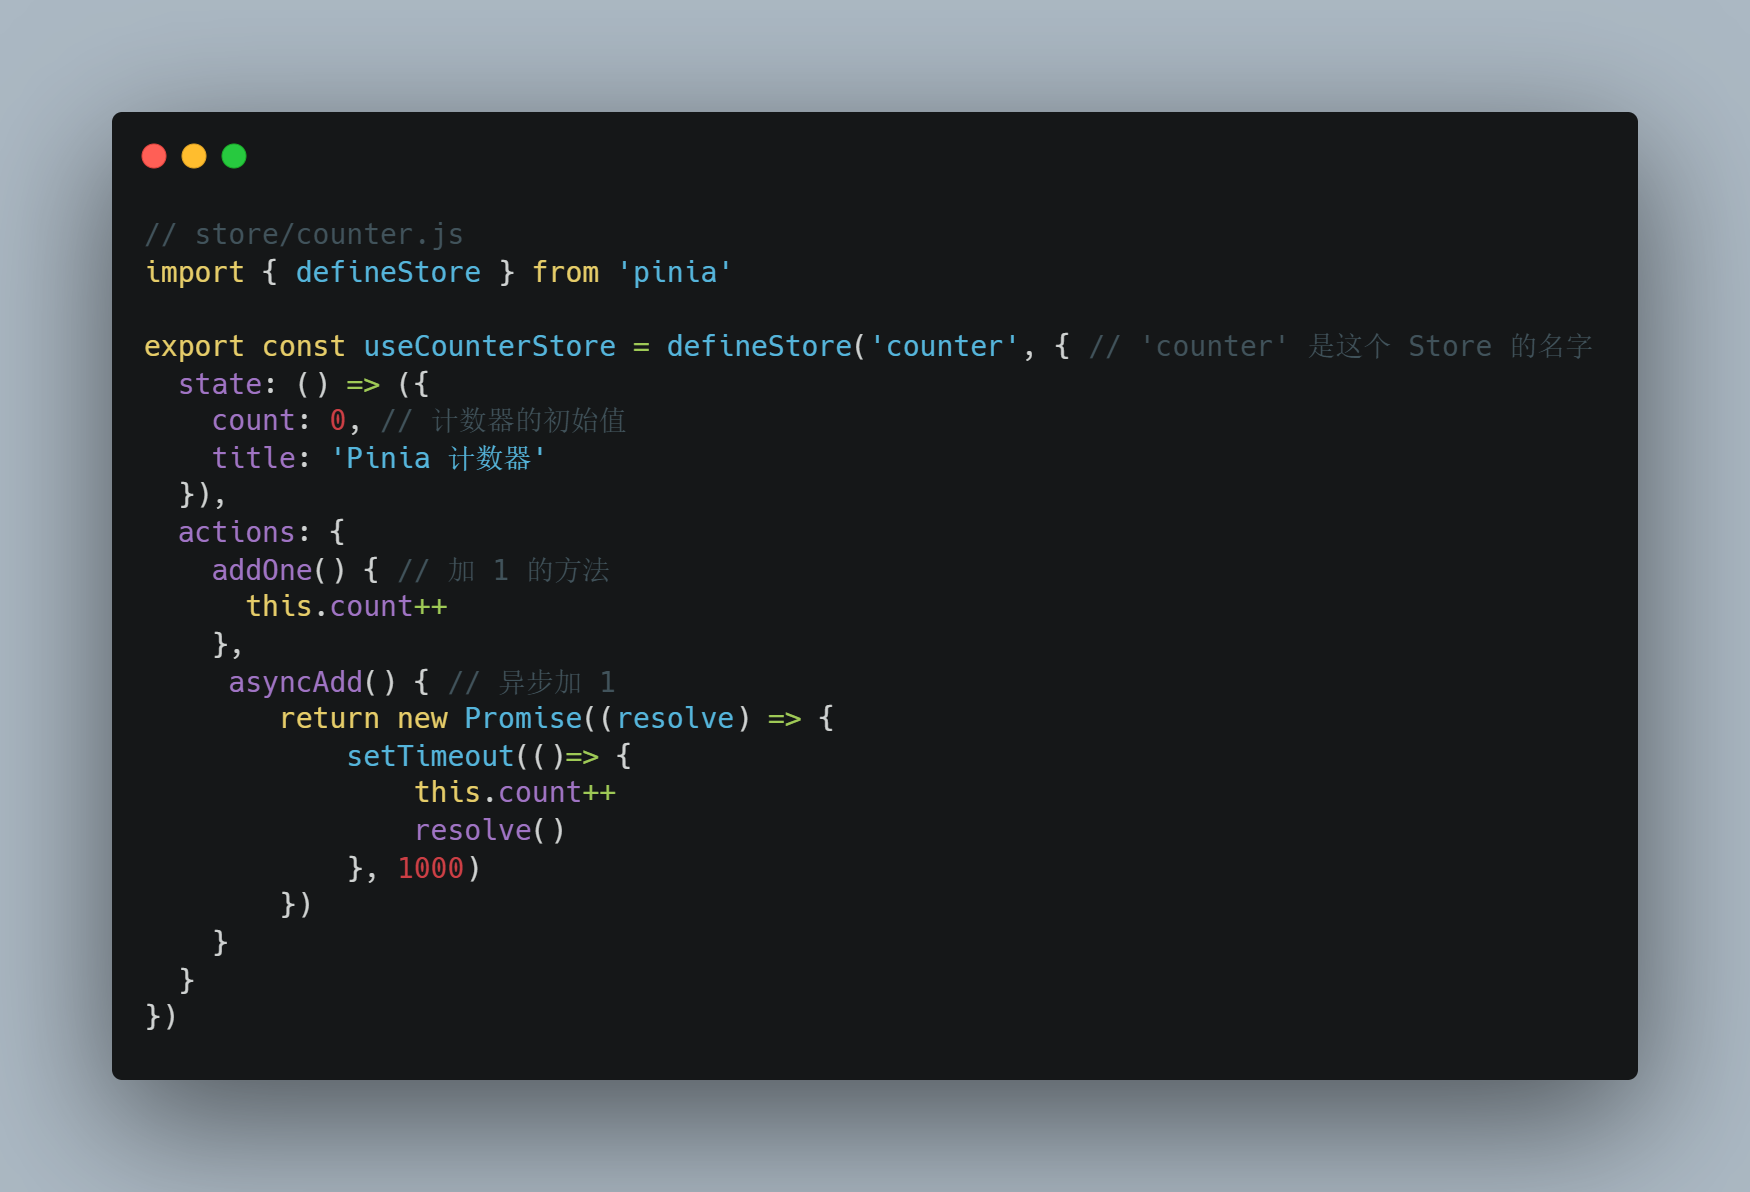 // store/counter.js
import { defineStore } from 'pinia'

export const useCounterStore = defineStore('counter', { // 'counter' 是这个 Store 的名字
  state: () => ({
    count: 0, // 计数器的初始值
    title: 'Pinia 计数器'
  }),
  actions: {
    addOne() { // 加 1 的方法
      this.count++
    },
     asyncAdd() { // 异步加 1
        return new Promise((resolve) => {
            setTimeout(()=> {
                this.count++
                resolve()
            }, 1000)
        })
    }
  }
})